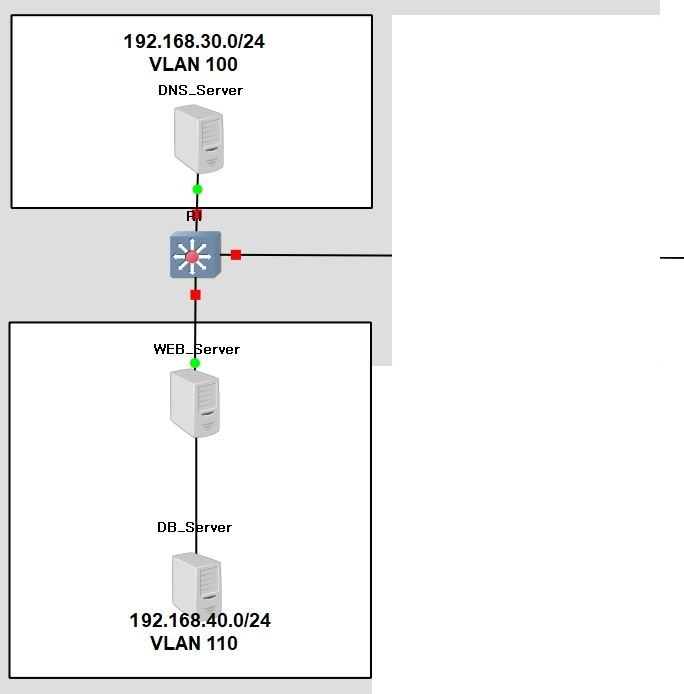 192.168.30.0/24
VLAN 100
DNS_Server
WEB_Server
DB_Server
192.168.40.0/24
VLAN 110